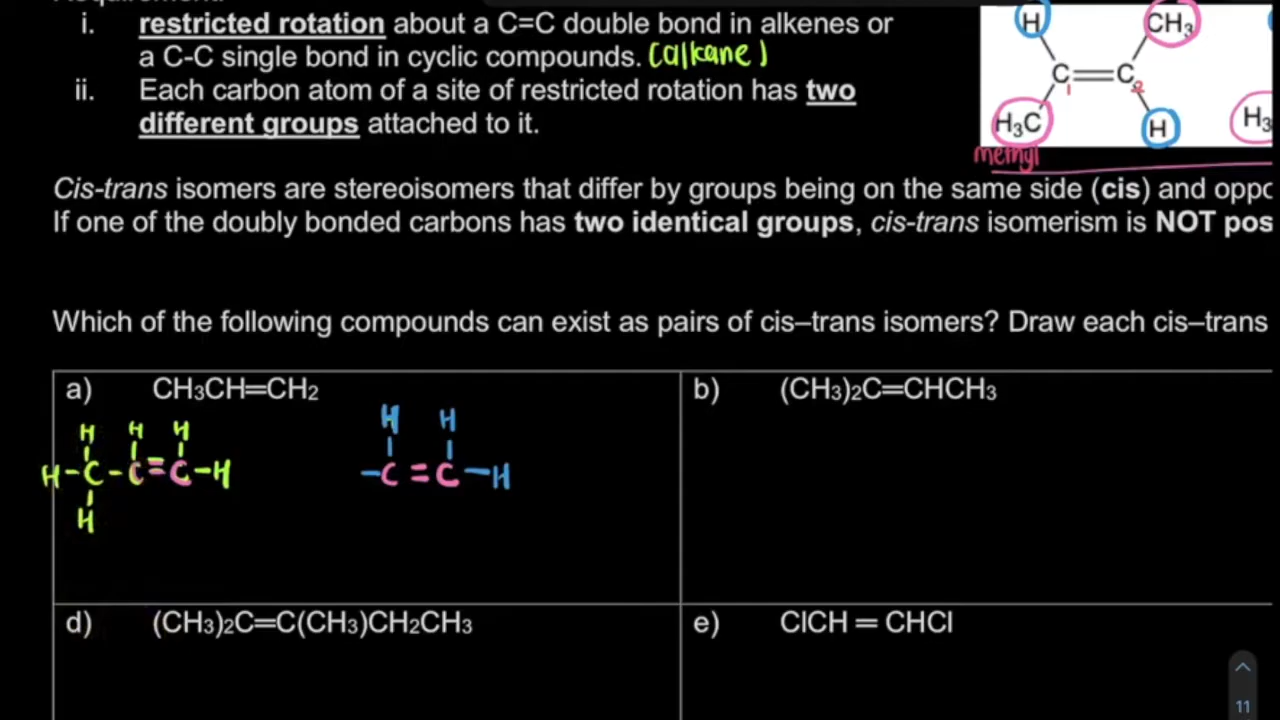 Requirement:
i. restricted rotation about a C=C double bond in alkenes or
a C-C single bond in cyclic compounds. (alkane)
ii. Each carbon atom of a site of restricted rotation has two
different groups attached to it.
H CH3
C=C
1 2
H3C H H3
methyl
Cis-trans isomers are stereoisomers that differ by groups being on the same side (cis) and oppo
If one of the doubly bonded carbons has two identical groups, cis-trans isomerism is NOT pos
Which of the following compounds can exist as pairs of cis–trans isomers? Draw each cis–trans
a) CH3CH=CH2
H H H
H-C-C=C-H
H
H H
-C=C-H
b) (CH3)2C=CHCH3
d) (CH3)2C=C(CH3)CH2CH3
e) ClCH=CHCl
11